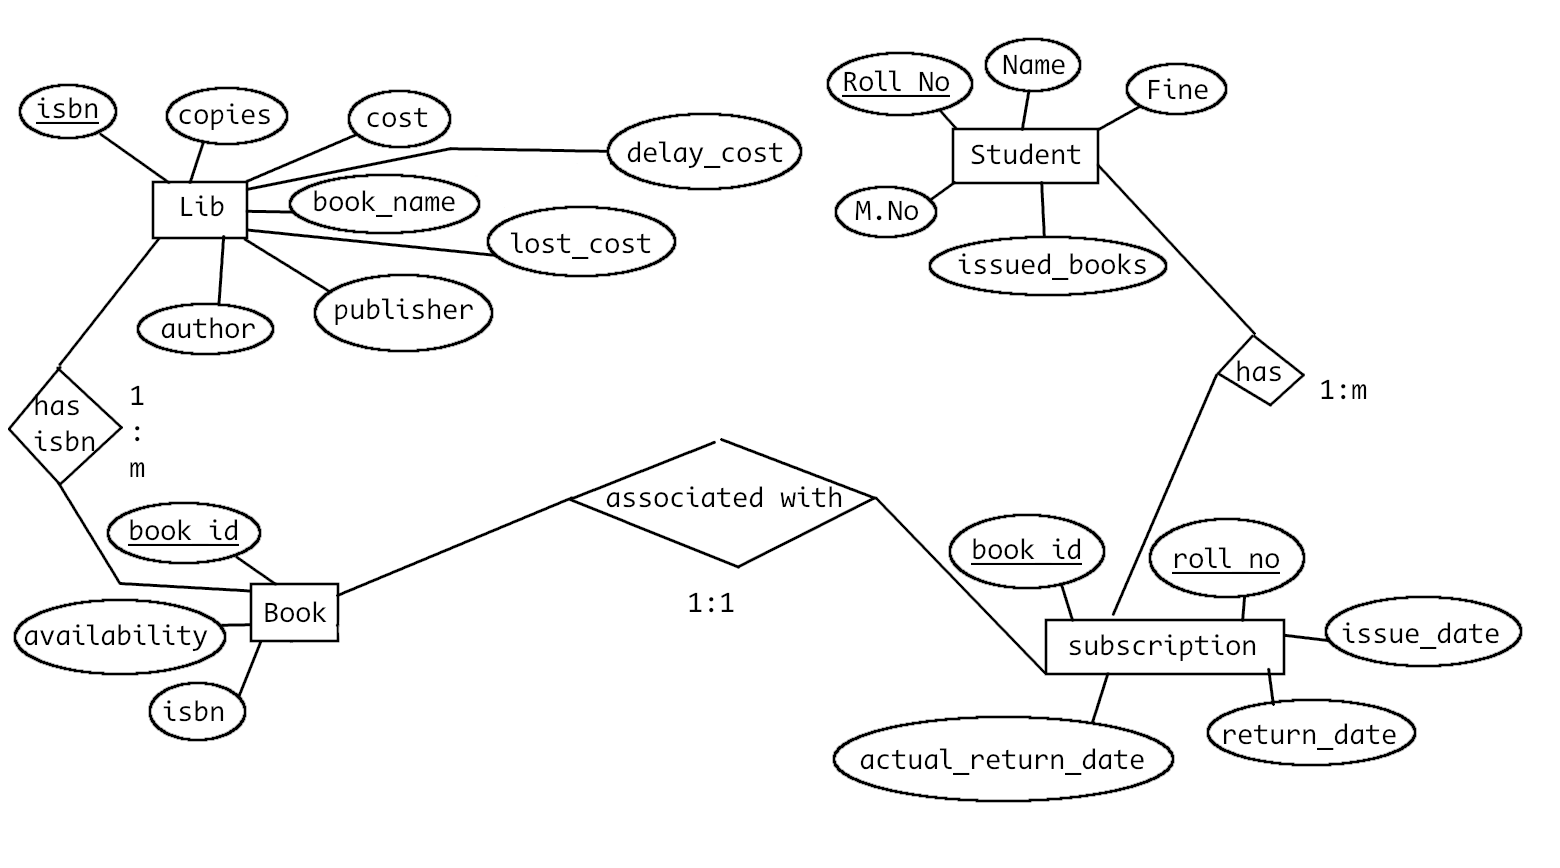 isbn
copies
cost
delay_cost
Lib
book_name
lost_cost
author
publisher
Roll No
Name
Fine
Student
M.No
issued_books
has
isbn
1
:
m
has
1:m
associated with
1:1
book id
Book
availability
isbn
book id
roll no
subscription
issue_date
return_date
actual_return_date